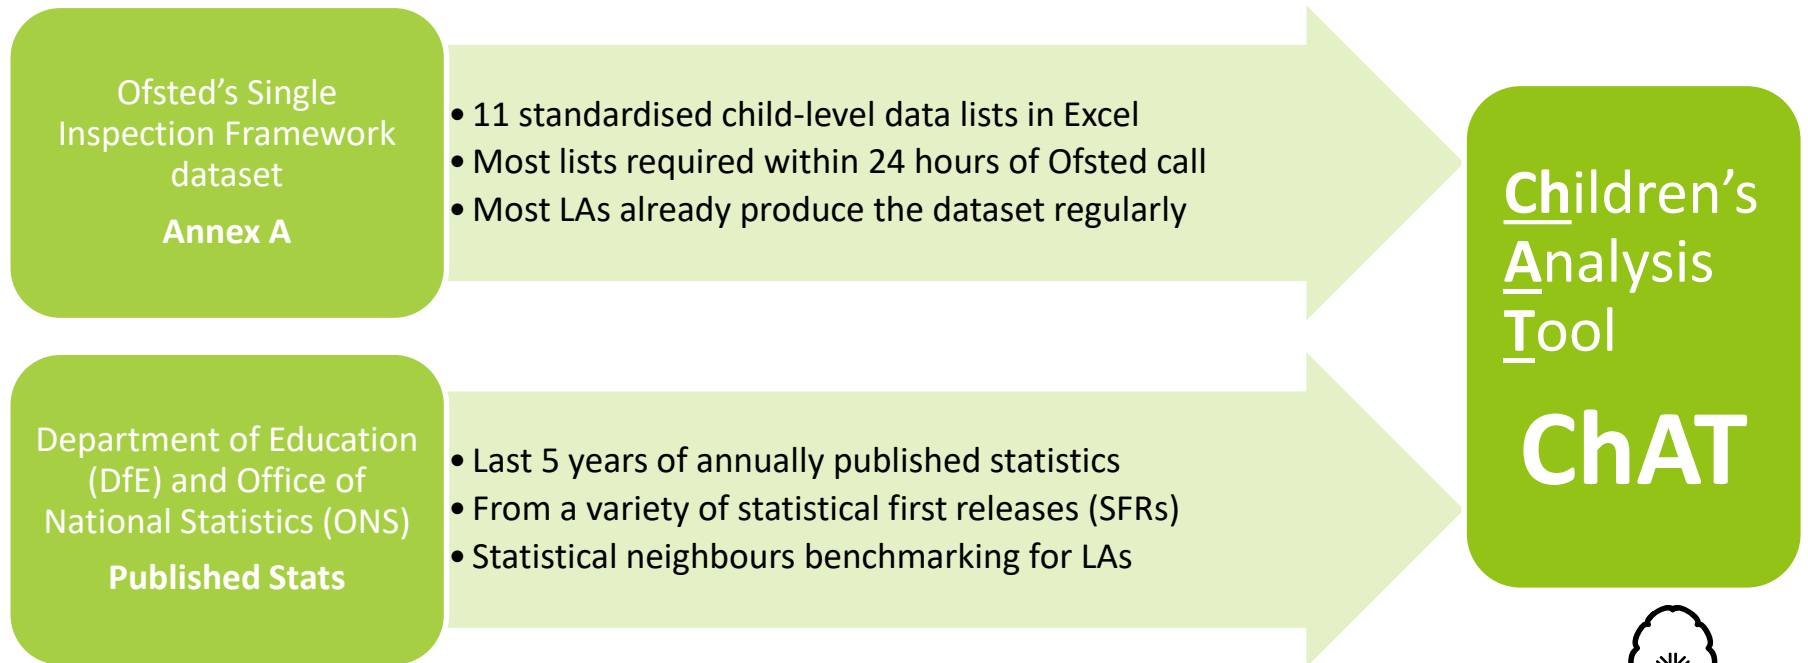 Ofsted's Single
Inspection Framework
dataset
Annex A
• 11 standardised child-level data lists in Excel
• Most lists required within 24 hours of Ofsted call
• Most LAs already produce the dataset regularly
Department of Education
(DfE) and Office of
National Statistics (ONS)
Published Stats
• Last 5 years of annually published statistics
• From a variety of statistical first releases (SFRs)
• Statistical neighbours benchmarking for LAs
Children's
Analysis
Tool
ChAT